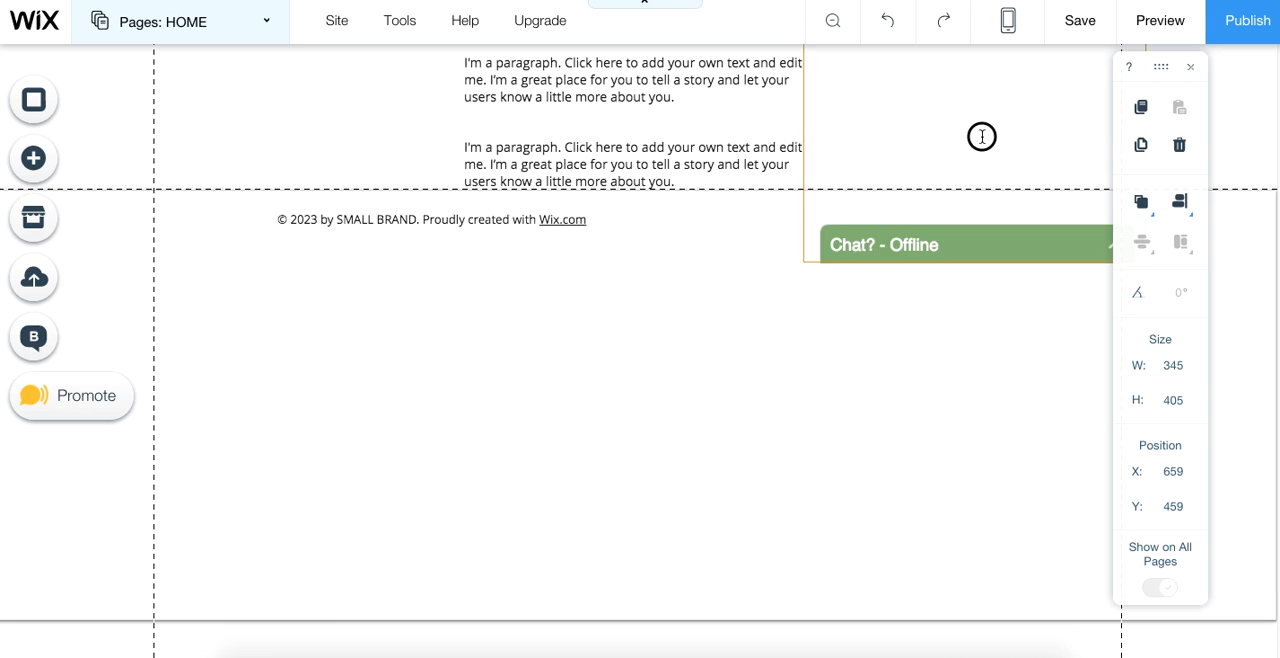 WiX Pages: HOME Site Tools Help Upgrade Save Preview Publish
I'm a paragraph. Click here to add your own text and edit
me. I'm a great place for you to tell a story and let your
users know a little more about you.
I'm a paragraph. Click here to add your own text and edit
me. I'm a great place for you to tell a story and let your
users know a little more about you.
© 2023 by SMALL BRAND. Proudly created with Wix.com
Chat? - Offline
B
Promote
?
0°
Size
W: 345
H: 405
Position
X: 659
Y: 459
Show on All
Pages